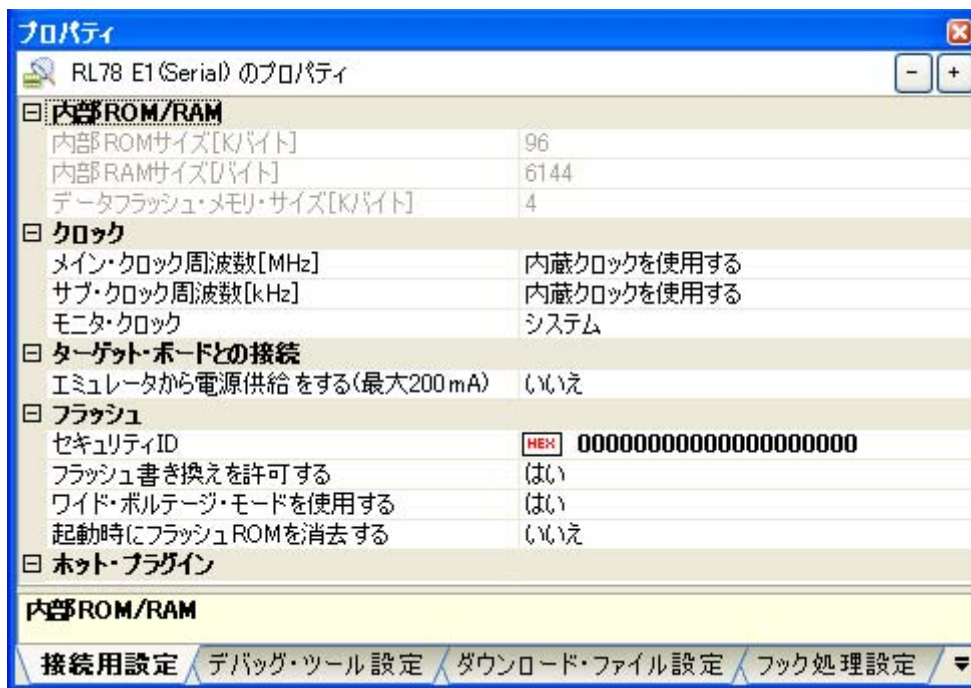 プロパティ
RL78 E1(Serial) のプロパティ
- +
内部ROM/RAM
内部ROMサイズ[Kバイト] 96
内部RAMサイズ[バイト] 6144
データフラッシュ・メモリ・サイズ[Kバイト] 4
クロック
メイン・クロック周波数[MHz] 内蔵クロックを使用する
サブ・クロック周波数[kHz] 内蔵クロックを使用する
モニタ・クロック システム
ターゲット・ボードとの接続
エミュレータから電源供給をする(最大200mA) いいえ
フラッシュ
セキュリティID HEX 00000000000000000000
フラッシュ書き換えを許可する はい
ワイド・ボルテージ・モードを使用する はい
起動時にフラッシュROMを消去する いいえ
ホット・プラグイン
内部ROM/RAM
接続用設定 デバッグ・ツール設定 ダウンロード・ファイル設定 フック処理設定